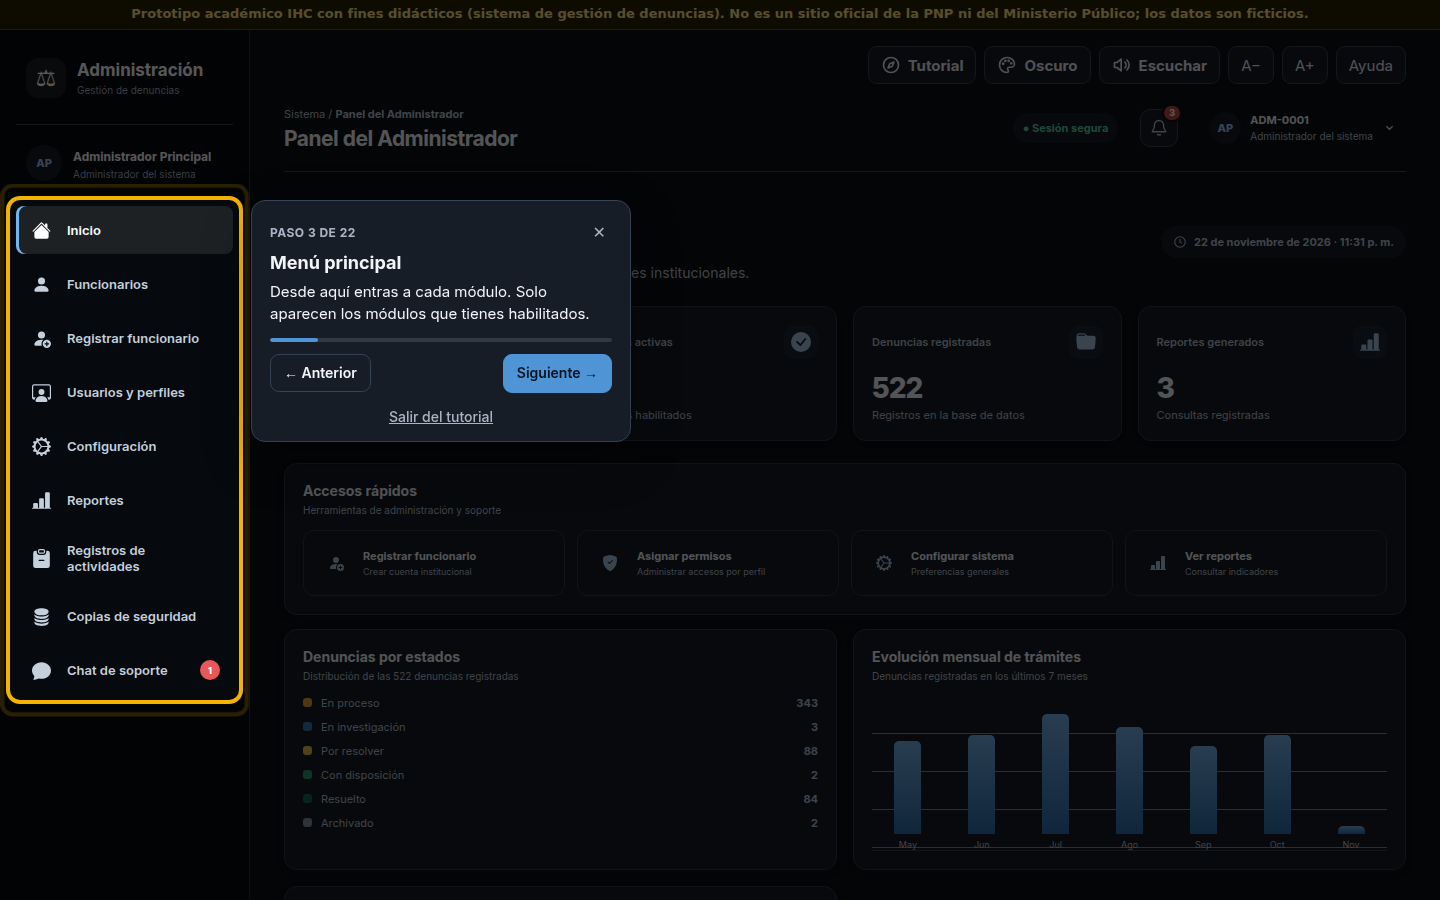 Prototipo académico IHC con fines didácticos (sistema de gestión de denuncias). No es un sitio oficial de la PNP ni del Ministerio Público; los datos son ficticios.
Administración
Gestión de denuncias
Tutorial
Oscuro
Escuchar
A−
A+
Ayuda
Sistema / Panel del Administrador
Panel del Administrador
Sesión segura
3
AP
ADM-0001
Administrador del sistema
AP
Administrador Principal
Administrador del sistema
Inicio
Funcionarios
Registrar funcionario
Usuarios y perfiles
Configuración
Reportes
Registros de
actividades
Copias de seguridad
Chat de soporte
1
PASO 3 DE 22
×
Menú principal
Desde aquí entras a cada módulo. Solo
aparecen los módulos que tienes habilitados.
← Anterior
Siguiente →
Salir del tutorial
22 de noviembre de 2026 · 11:31 p. m.
es institucionales.
activas
habilitados
Denuncias registradas
522
Registros en la base de datos
Reportes generados
3
Consultas registradas
Accesos rápidos
Herramientas de administración y soporte
Registrar funcionario
Crear cuenta institucional
Asignar permisos
Administrar accesos por perfil
Configurar sistema
Preferencias generales
Ver reportes
Consultar indicadores
Denuncias por estados
Distribución de las 522 denuncias registradas
En proceso 343
En investigación 3
Por resolver 88
Con disposición 2
Resuelto 84
Archivado 2
Evolución mensual de trámites
Denuncias registradas en los últimos 7 meses
May Jun Jul Ago Sep Oct Nov